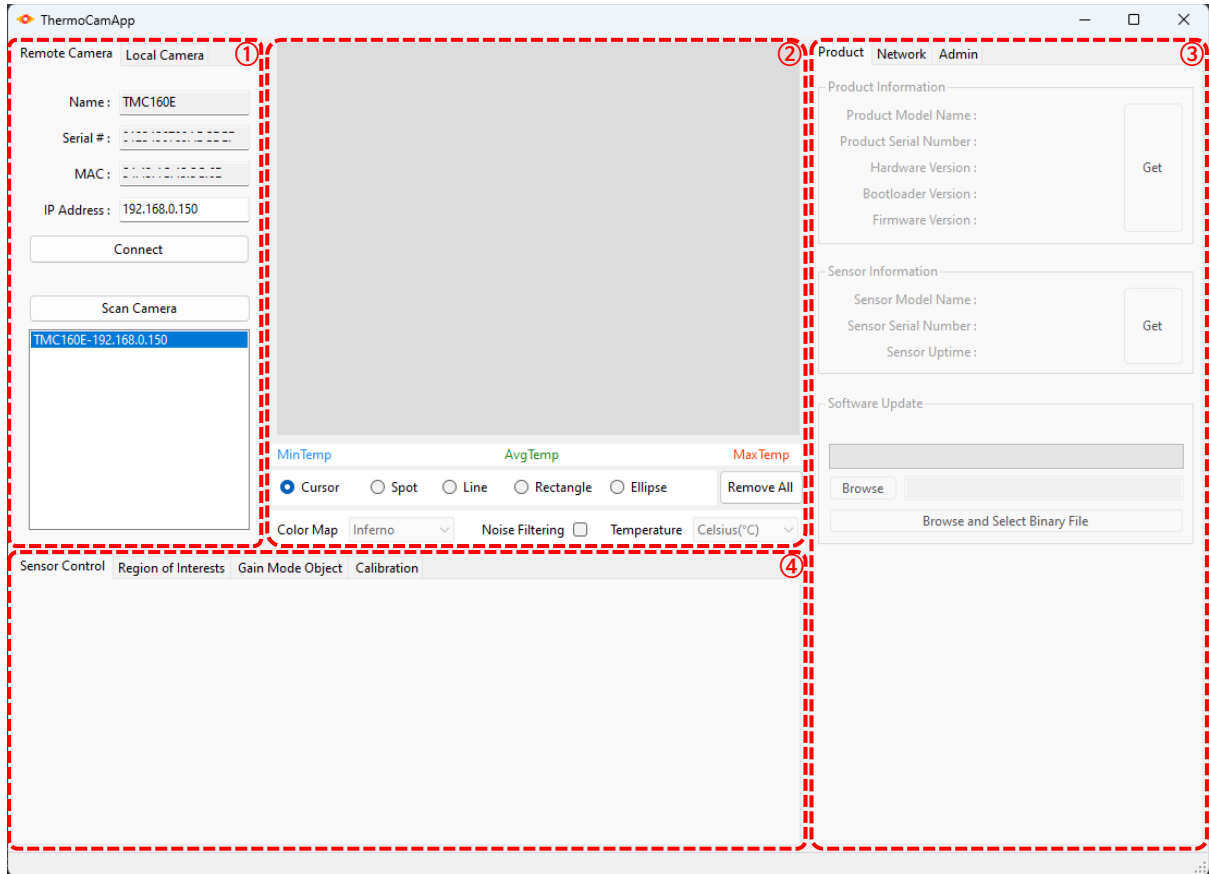 ThermoCamApp
Remote Camera Local Camera ①
Name : TMC160E
Serial # :
MAC :
IP Address : 192.168.0.150
Connect
Scan Camera
TMC160E-192.168.0.150
②
MinTemp AvgTemp MaxTemp
Cursor Spot Line Rectangle Ellipse Remove All
Color Map Inferno Noise Filtering Temperature Celsius(°C)
Product Network Admin ③
Product Information
Product Model Name :
Product Serial Number :
Hardware Version :
Bootloader Version :
Firmware Version :
Get
Sensor Information
Sensor Model Name :
Sensor Serial Number :
Sensor Uptime :
Get
Software Update
Browse
Browse and Select Binary File
Sensor Control Region of Interests Gain Mode Object Calibration ④